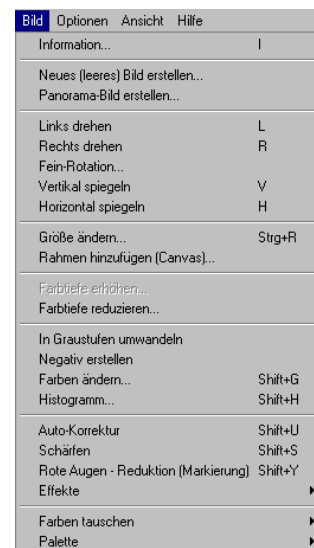 Bild Optionen Ansicht Hilfe
Information... I
Neues (leeres) Bild erstellen...
Panorama-Bild erstellen...
Links drehen L
Rechts drehen R
Fein-Rotation...
Vertikal spiegeln V
Horizontal spiegeln H
Größe ändern... Strg+R
Rahmen hinzufügen (Canvas)...
Farbtiefe erhöhen...
Farbtiefe reduzieren...
In Graustufen umwandeln
Negativ erstellen
Farben ändern... Shift+G
Histogramm... Shift+H
Auto-Korrektur Shift+U
Schärfen Shift+S
Rote Augen - Reduktion (Markierung) Shift+Y
Effekte
Farben tauschen
Palette